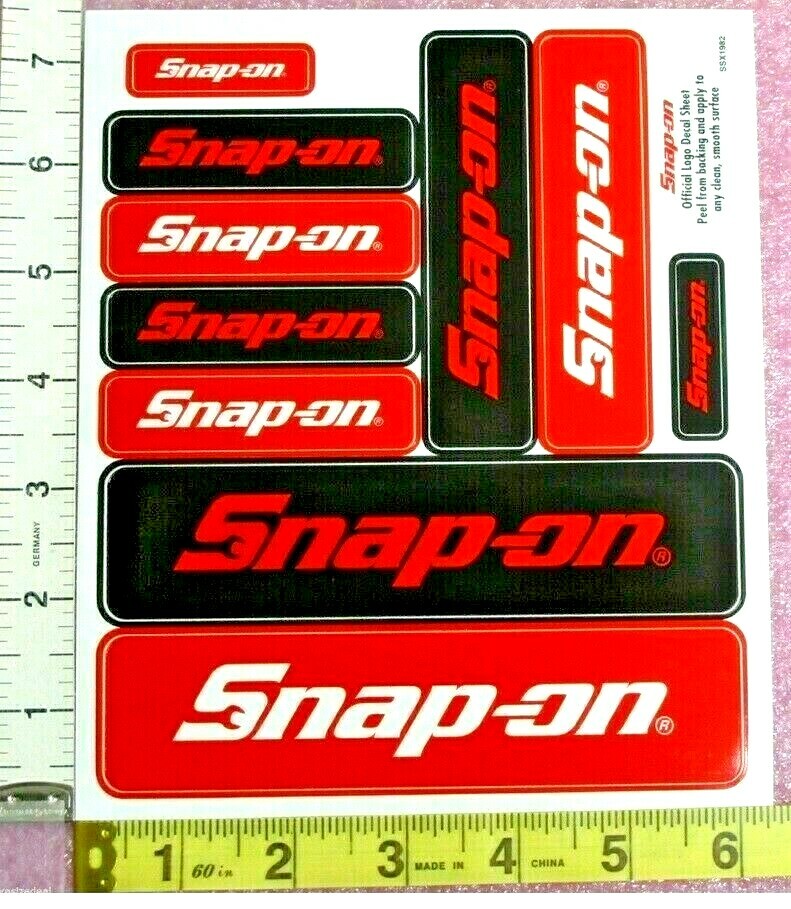 Snap-on
Snap-on®
Snap-on®
Snap-on®
Snap-on®
Snap-on®
Snap-on®
Snap-on
Official Logo Decal Sheet
Peel from backing and apply to
any clean, smooth surface
SSX1982
Snap-on
Snap-on®
Snap-on®
7
6
5
4
3
GERMANY
2
1
1 60 in 2 3 MADE IN 4 CHINA 5 6